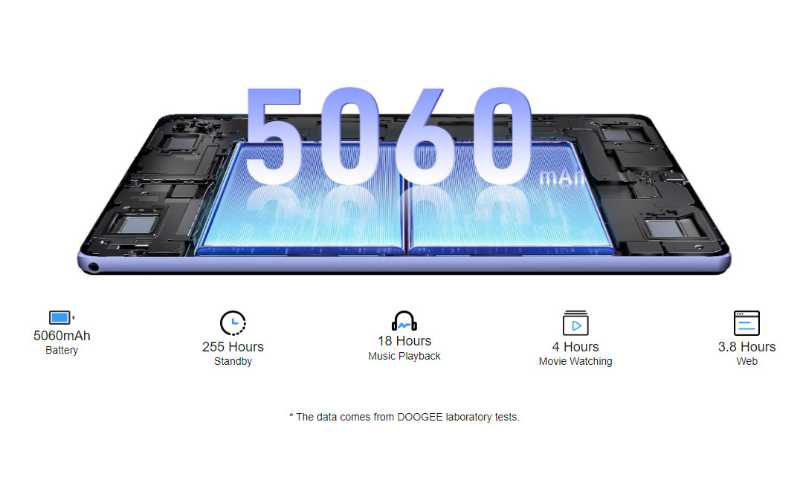 5060
mAh
5060mAh
Battery
255 Hours
Standby
18 Hours
Music Playback
4 Hours
Movie Watching
3.8 Hours
Web
* The data comes from DOOGEE laboratory tests.